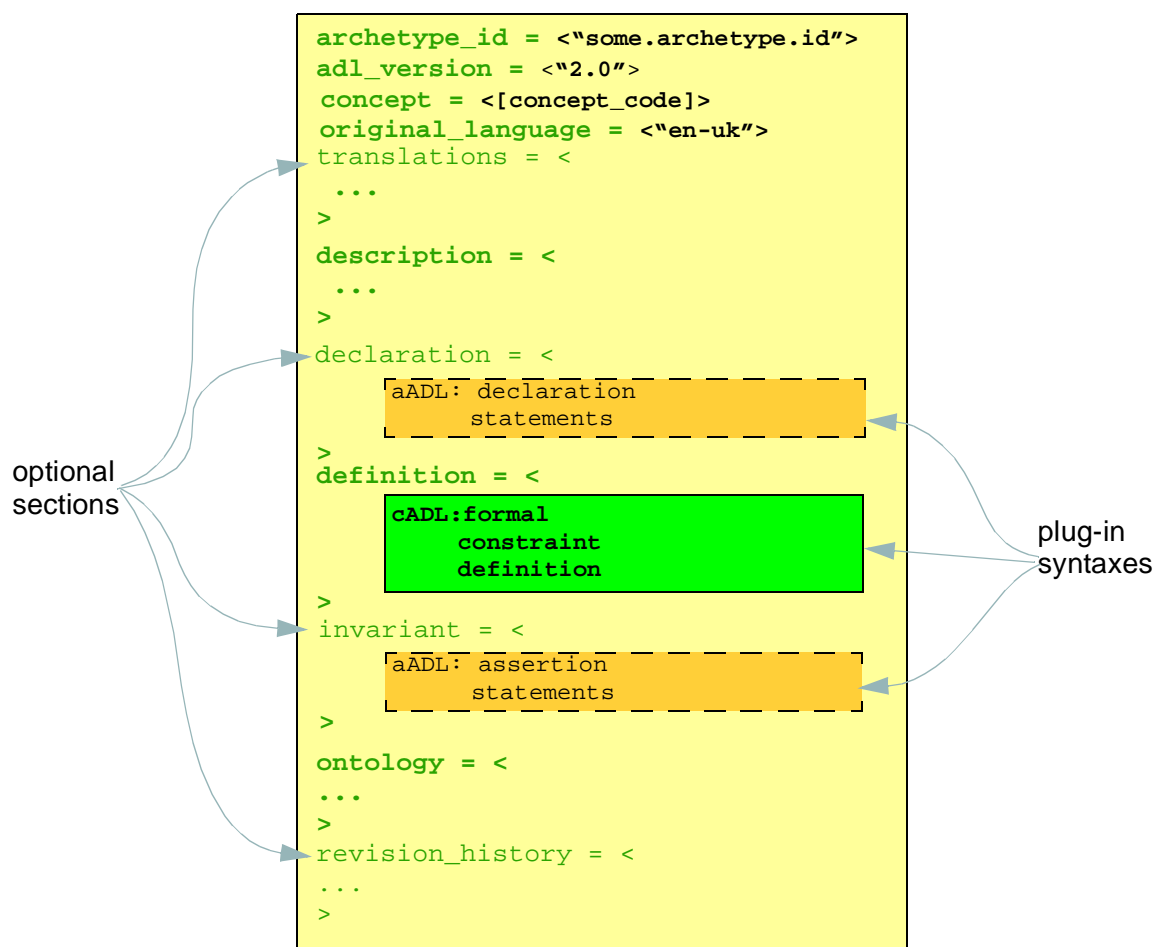 archetype_id = <“some.archetype.id”>
adl_version = <“2.0”>
concept = <[concept_code]>
original_language = <“en-uk”>
translations = <
...
>
description = <
...
>
declaration = <
aADL: declaration
statements
>
definition = <
cADL:formal
constraint
definition
>
invariant = <
aADL: assertion
statements
>
ontology = <
...
>
revision_history = <
...
>
optional
sections
plug-in
syntaxes